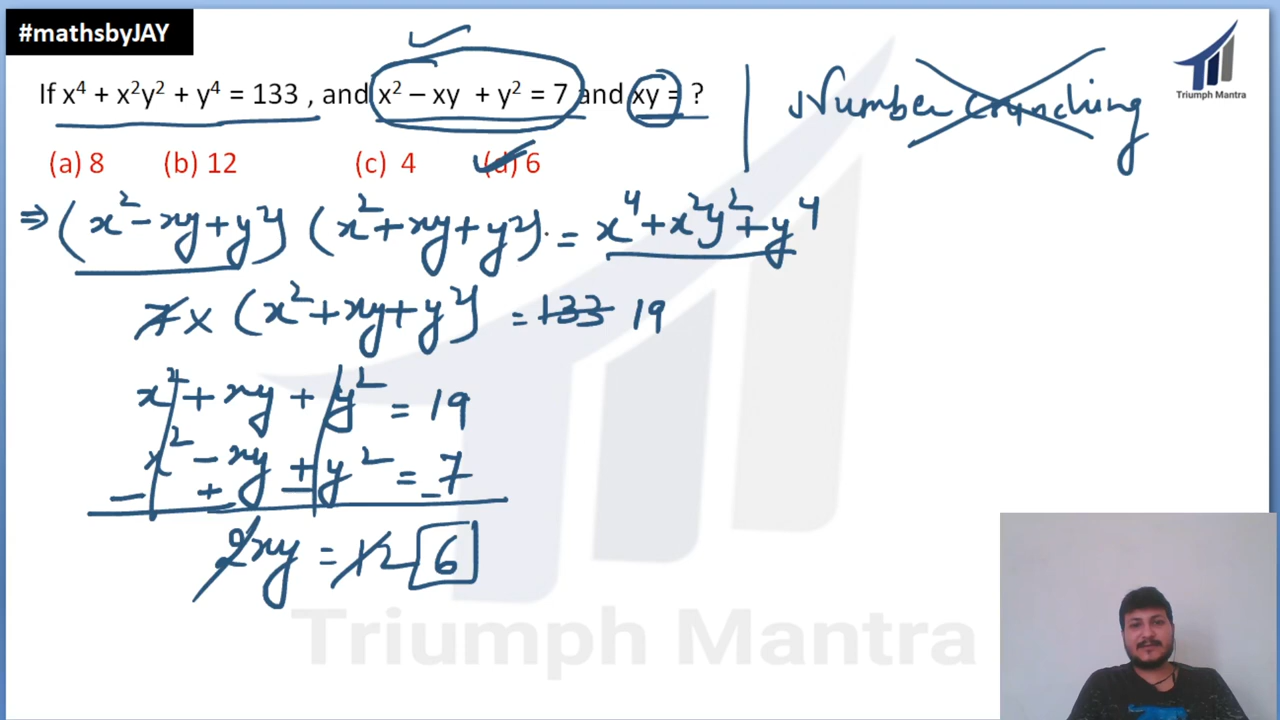 #mathsbyJAY
Triumph Mantra
If x⁴ + x²y² + y⁴ = 133 , and x² – xy + y² = 7 and xy = ?
Number Crunching
(a) 8 (b) 12 (c) 4 (d) 6
⇒ (x² - xy + y²) (x² + xy + y²) = x⁴ + x²y² + y⁴
7 × (x² + xy + y²) = 133 19
x² + xy + y² = 19
x² - xy + y² = 7
- + - -
2xy = 12 6
Triumph Mantra